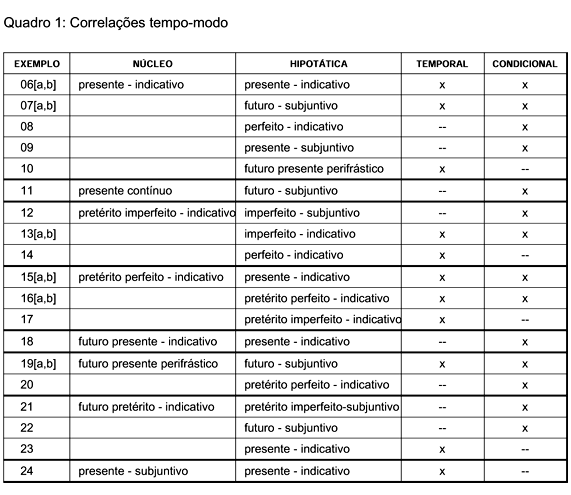 Quadro 1: Correlações tempo-modo
EXEMPLO NÚCLEO HIPOTÁTICA TEMPORAL CONDICIONAL
06[a,b] presente - indicativo presente - indicativo x x
07[a,b] futuro - subjuntivo x x
08 perfeito - indicativo -- x
09 presente - subjuntivo -- x
10 futuro presente perifrástico x --
11 presente contínuo futuro - subjuntivo -- x
12 pretérito imperfeito - indicativo imperfeito - subjuntivo -- x
13[a,b] imperfeito - indicativo x x
14 perfeito - indicativo x --
15[a,b] pretérito perfeito - indicativo presente - indicativo x x
16[a,b] pretérito perfeito - indicativo x x
17 pretérito imperfeito - indicativo x --
18 futuro presente - indicativo presente - indicativo -- x
19[a,b] futuro presente perifrástico futuro - subjuntivo x x
20 pretérito perfeito - indicativo -- x
21 futuro pretérito - indicativo pretérito imperfeito-subjuntivo -- x
22 futuro - subjuntivo -- x
23 presente - indicativo x --
24 presente - subjuntivo presente - indicativo x --